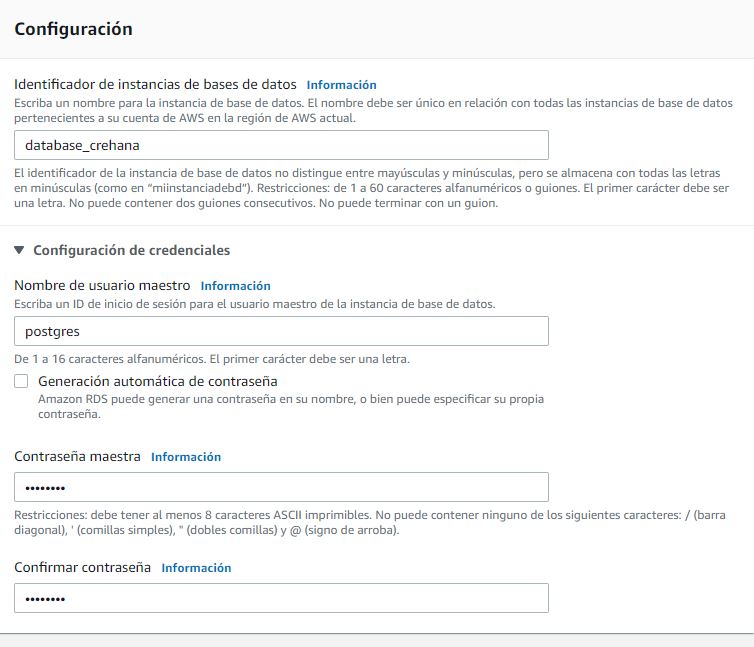 Configuración
Identificador de instancias de bases de datos Información
Escriba un nombre para la instancia de base de datos. El nombre debe ser único en relación con todas las instancias de base de datos
pertenecientes a su cuenta de AWS en la región de AWS actual.
database_crehana
El identificador de la instancia de base de datos no distingue entre mayúsculas y minúsculas, pero se almacena con todas las letras
en minúsculas (como en “miinstanciadebd”). Restricciones: de 1 a 60 caracteres alfanuméricos o guiones. El primer carácter debe ser
una letra. No puede contener dos guiones consecutivos. No puede terminar con un guion.
Configuración de credenciales
Nombre de usuario maestro Información
Escriba un ID de inicio de sesión para el usuario maestro de la instancia de base de datos.
postgres
De 1 a 16 caracteres alfanuméricos. El primer carácter debe ser una letra.
Generación automática de contraseña
Amazon RDS puede generar una contraseña en su nombre, o bien puede especificar su propia
contraseña.
Contraseña maestra Información
••••••••
Restricciones: debe tener al menos 8 caracteres ASCII imprimibles. No puede contener ninguno de los siguientes caracteres: / (barra
diagonal), ' (comillas simples), " (dobles comillas) y @ (signo de arroba).
Confirmar contraseña Información
••••••••